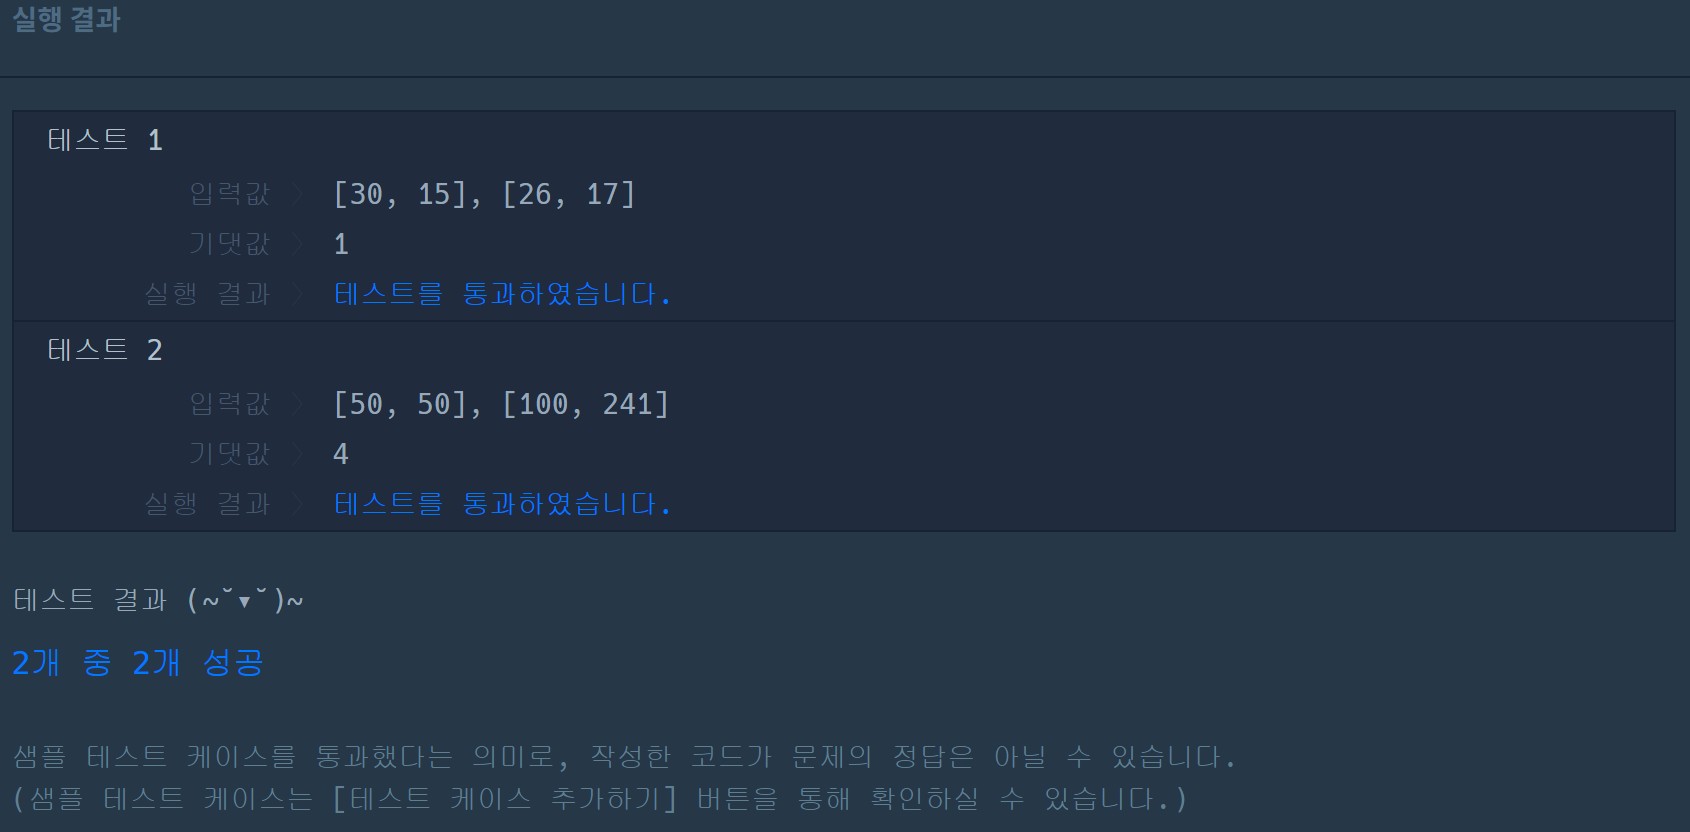 실행 결과
테스트 1
입력값 〉 [30, 15], [26, 17]
기댓값 〉 1
실행 결과 〉 테스트를 통과하였습니다.
테스트 2
입력값 〉 [50, 50], [100, 241]
기댓값 〉 4
실행 결과 〉 테스트를 통과하였습니다.
테스트 결과 (~˘▾˘)~
2개 중 2개 성공
샘플 테스트 케이스를 통과했다는 의미로, 작성한 코드가 문제의 정답은 아닐 수 있습니다.
(샘플 테스트 케이스는 [테스트 케이스 추가하기] 버튼을 통해 확인하실 수 있습니다.)